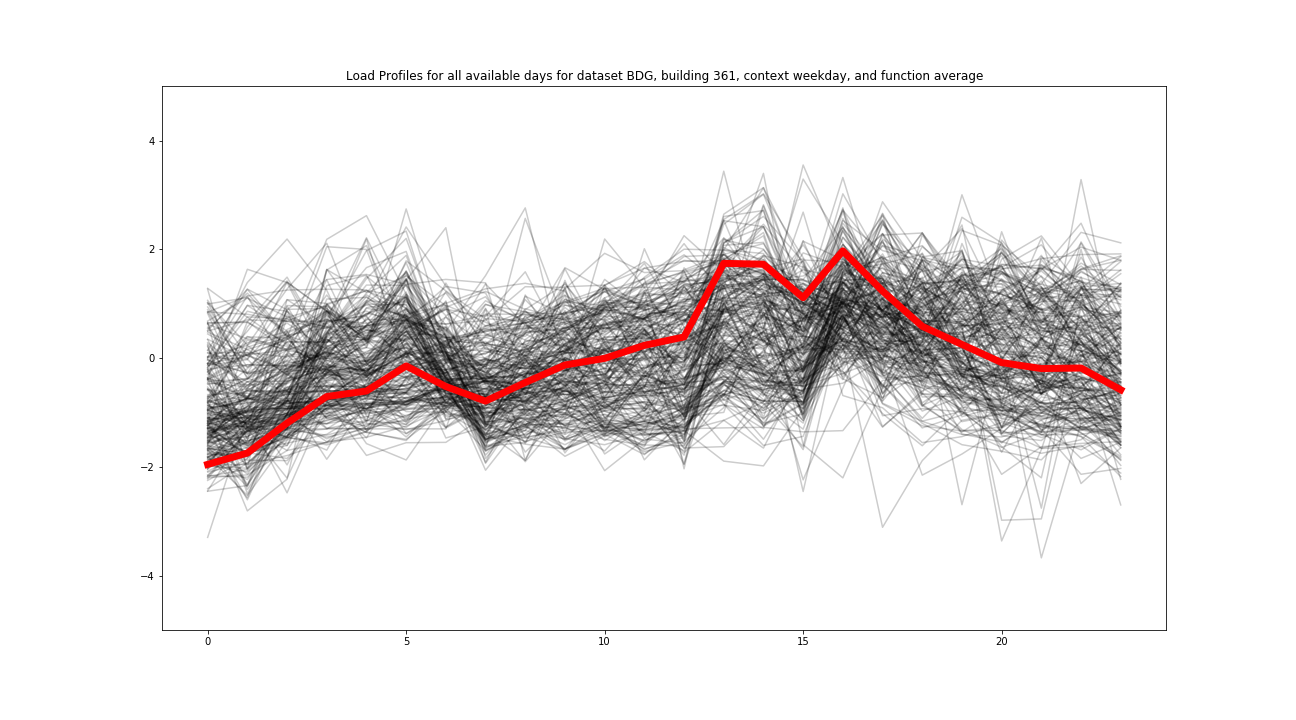 Load Profiles for all available days for dataset BDG, building 361, context weekday, and function average
4
2
0
−2
−4
0 5 10 15 20